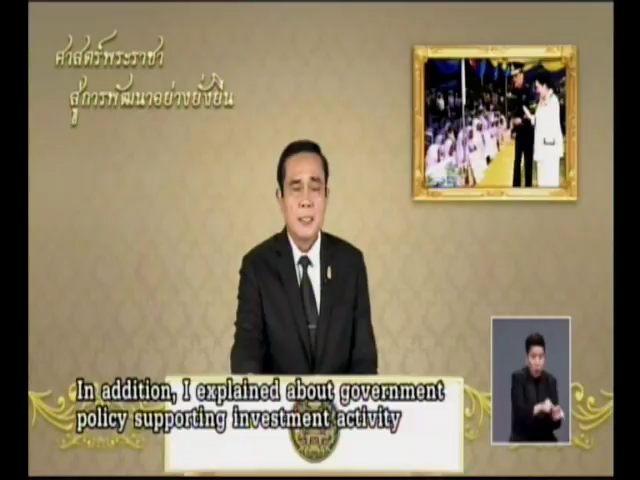 ศาสตร์พระราชา
สู่การพัฒนาอย่างยั่งยืน
In addition, I explained about government
policy supporting investment activity